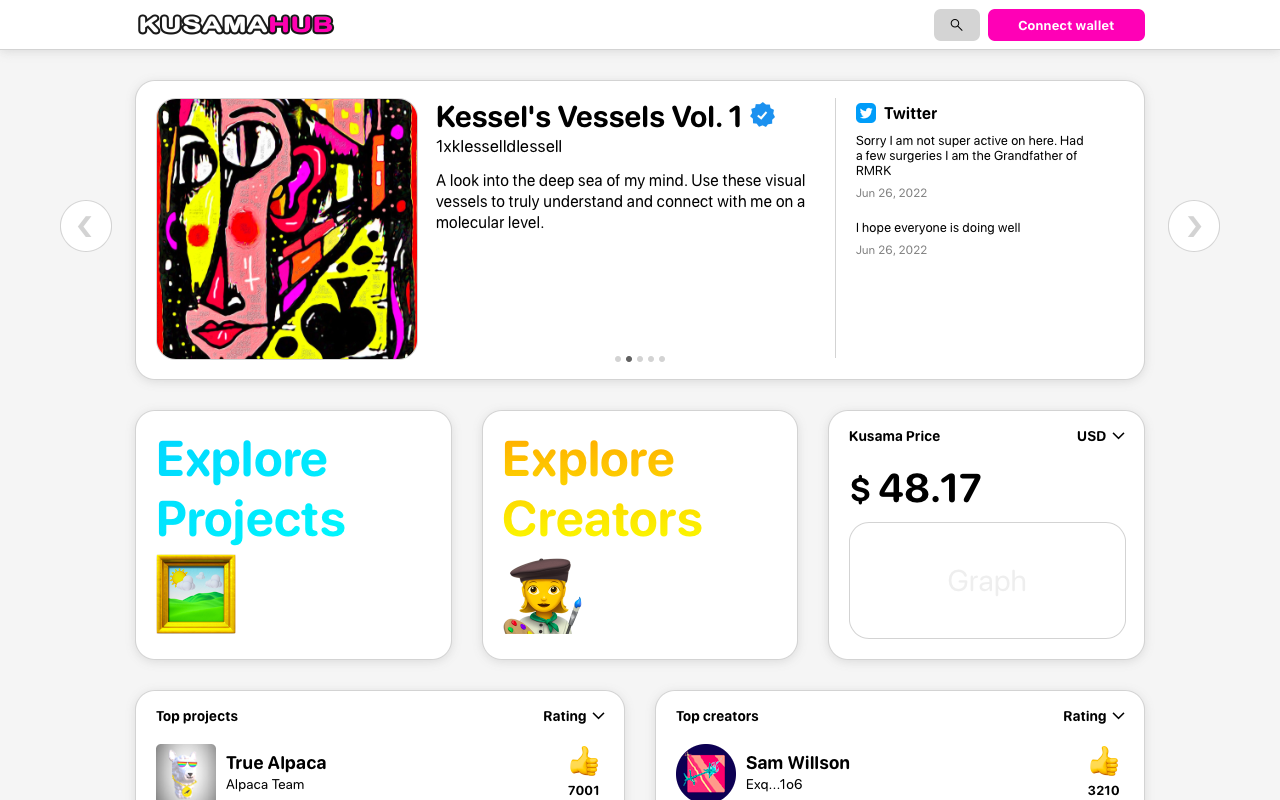 KUSAMAHUB
Connect wallet
Kessel's Vessels Vol. 1
1xklesselldlessell
A look into the deep sea of my mind. Use these visual
vessels to truly understand and connect with me on a
molecular level.
Twitter
Sorry I am not super active on here. Had
a few surgeries I am the Grandfather of
RMRK
Jun 26, 2022
I hope everyone is doing well
Jun 26, 2022
Explore
Projects
Explore
Creators
Kusama Price
USD
$ 48.17
Graph
Top projects
Rating
True Alpaca
Alpaca Team
7001
Top creators
Rating
Sam Willson
Exq...1o6
3210